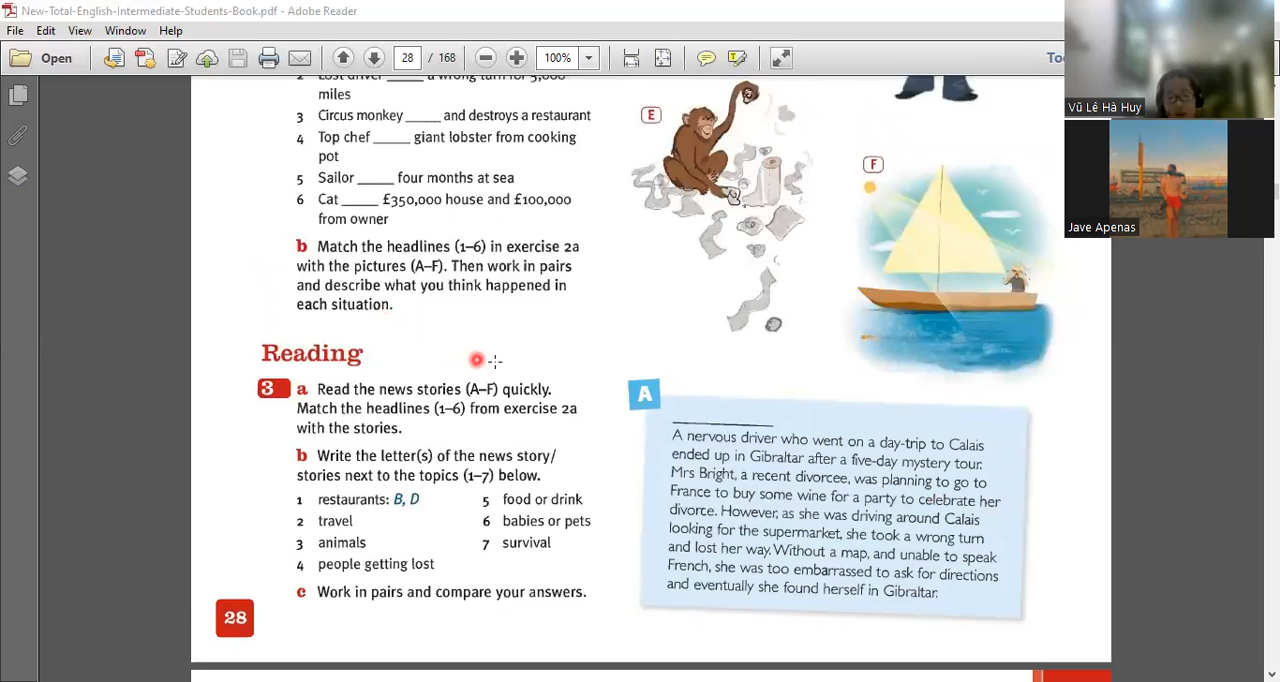 New-Total-English-Intermediate-Students-Book.pdf - Adobe Reader
File Edit View Window Help
Open 28 / 168 100%
2 Lost driver _____ a wrong turn for 5,000
miles
3 Circus monkey _____ and destroys a restaurant
4 Top chef _____ giant lobster from cooking
pot
5 Sailor _____ four months at sea
6 Cat _____ £350,000 house and £100,000
from owner
b Match the headlines (1–6) in exercise 2a
with the pictures (A–F). Then work in pairs
and describe what you think happened in
each situation.
Reading
3 a Read the news stories (A–F) quickly.
Match the headlines (1–6) from exercise 2a
with the stories.
b Write the letter(s) of the news story/
stories next to the topics (1–7) below.
1 restaurants: B, D
2 travel
3 animals
4 people getting lost
5 food or drink
6 babies or pets
7 survival
c Work in pairs and compare your answers.
28
E
F
A
A nervous driver who went on a day-trip to Calais
ended up in Gibraltar after a five-day mystery tour.
Mrs Bright, a recent divorcee, was planning to go to
France to buy some wine for a party to celebrate her
divorce. However, as she was driving around Calais
looking for the supermarket, she took a wrong turn
and lost her way. Without a map, and unable to speak
French, she was too embarrassed to ask for directions
and eventually she found herself in Gibraltar.
Vũ Lê Hà Huy
Jave Apenas